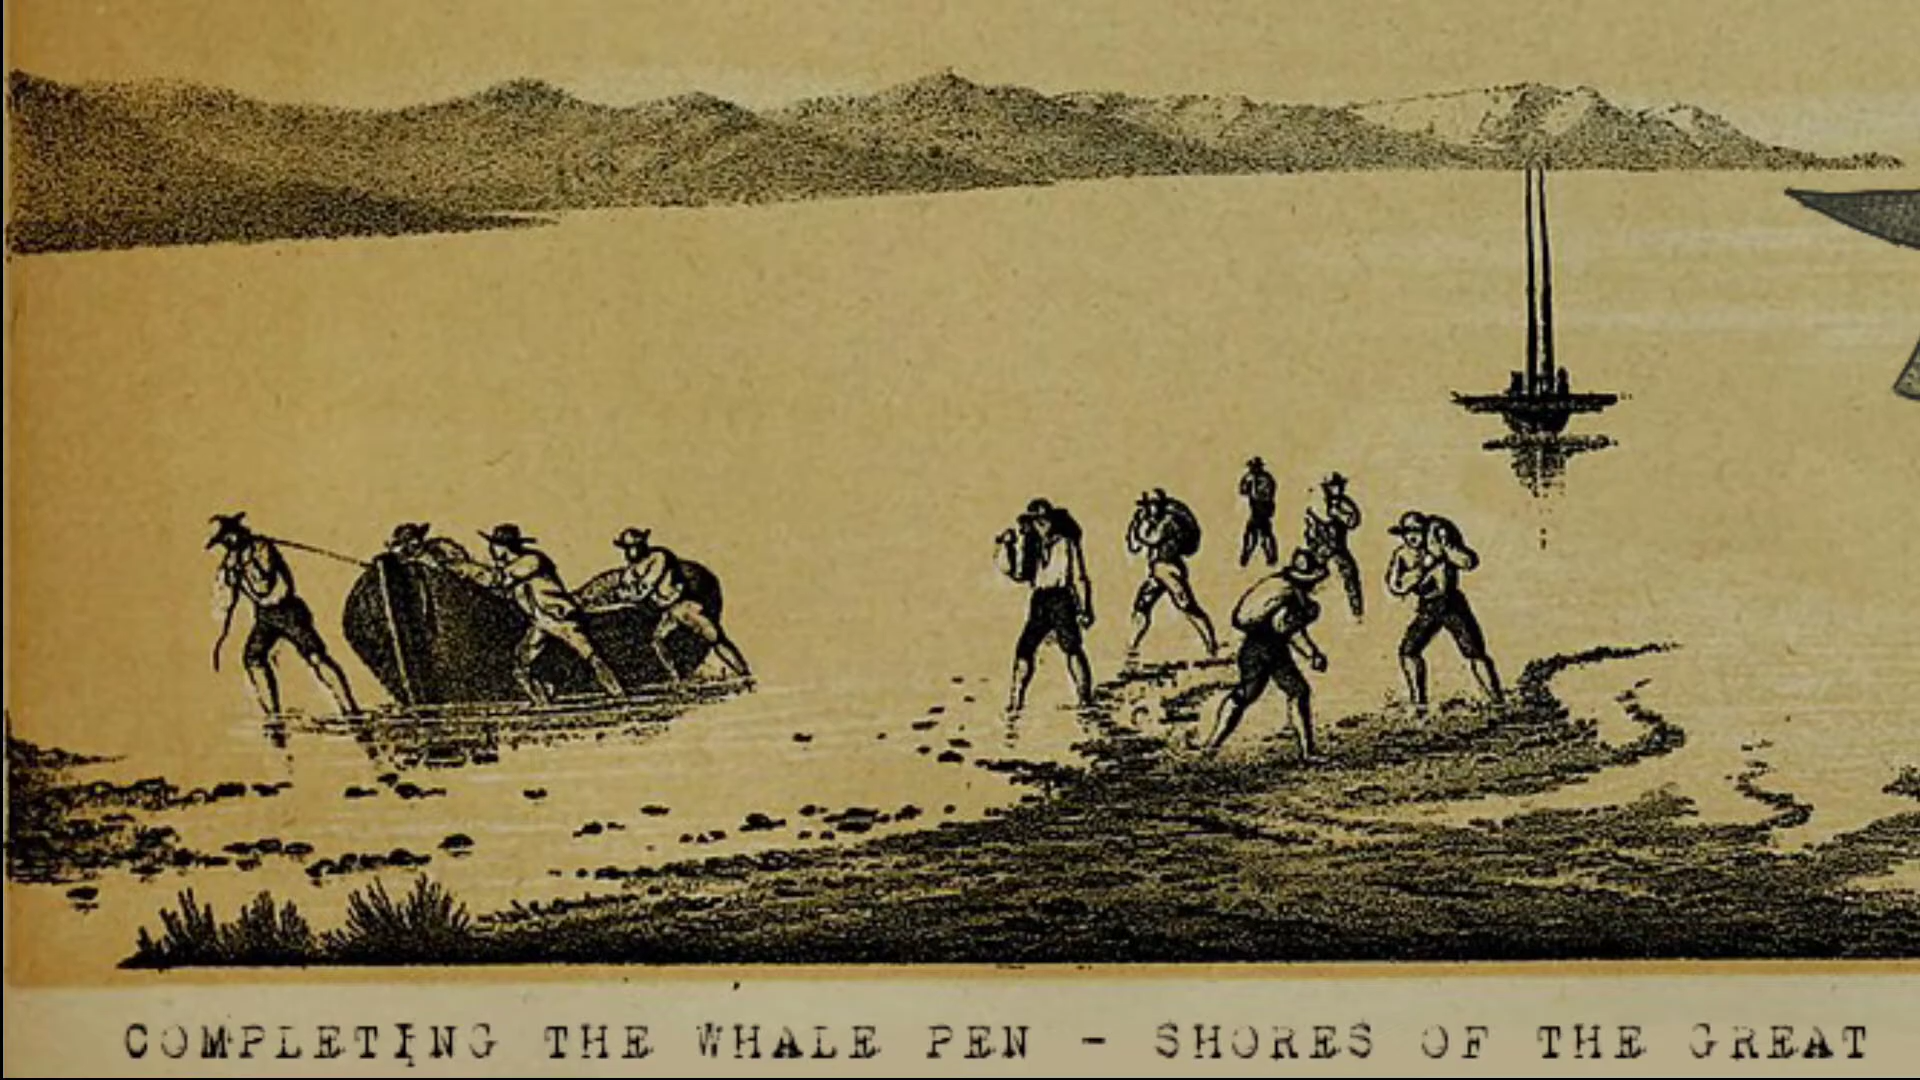 COMPLETING THE WHALE PEN - SHORES OF THE GREAT